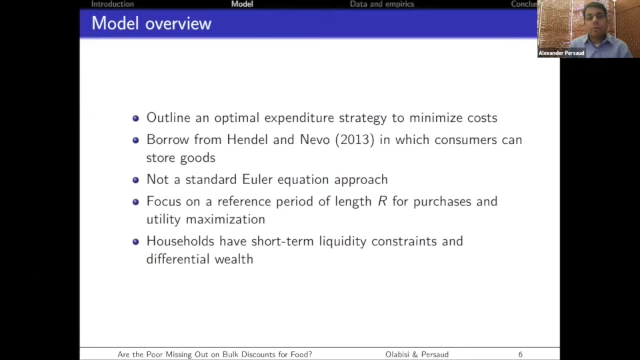 Introduction Model Data and empirics Conclu
Model overview
Alexander Persaud
Outline an optimal expenditure strategy to minimize costs
Borrow from Hendel and Nevo (2013) in which consumers can
store goods
Not a standard Euler equation approach
Focus on a reference period of length R for purchases and
utility maximization
Households have short-term liquidity constraints and
differential wealth
Are the Poor Missing Out on Bulk Discounts for Food? Olabisi & Persaud 6